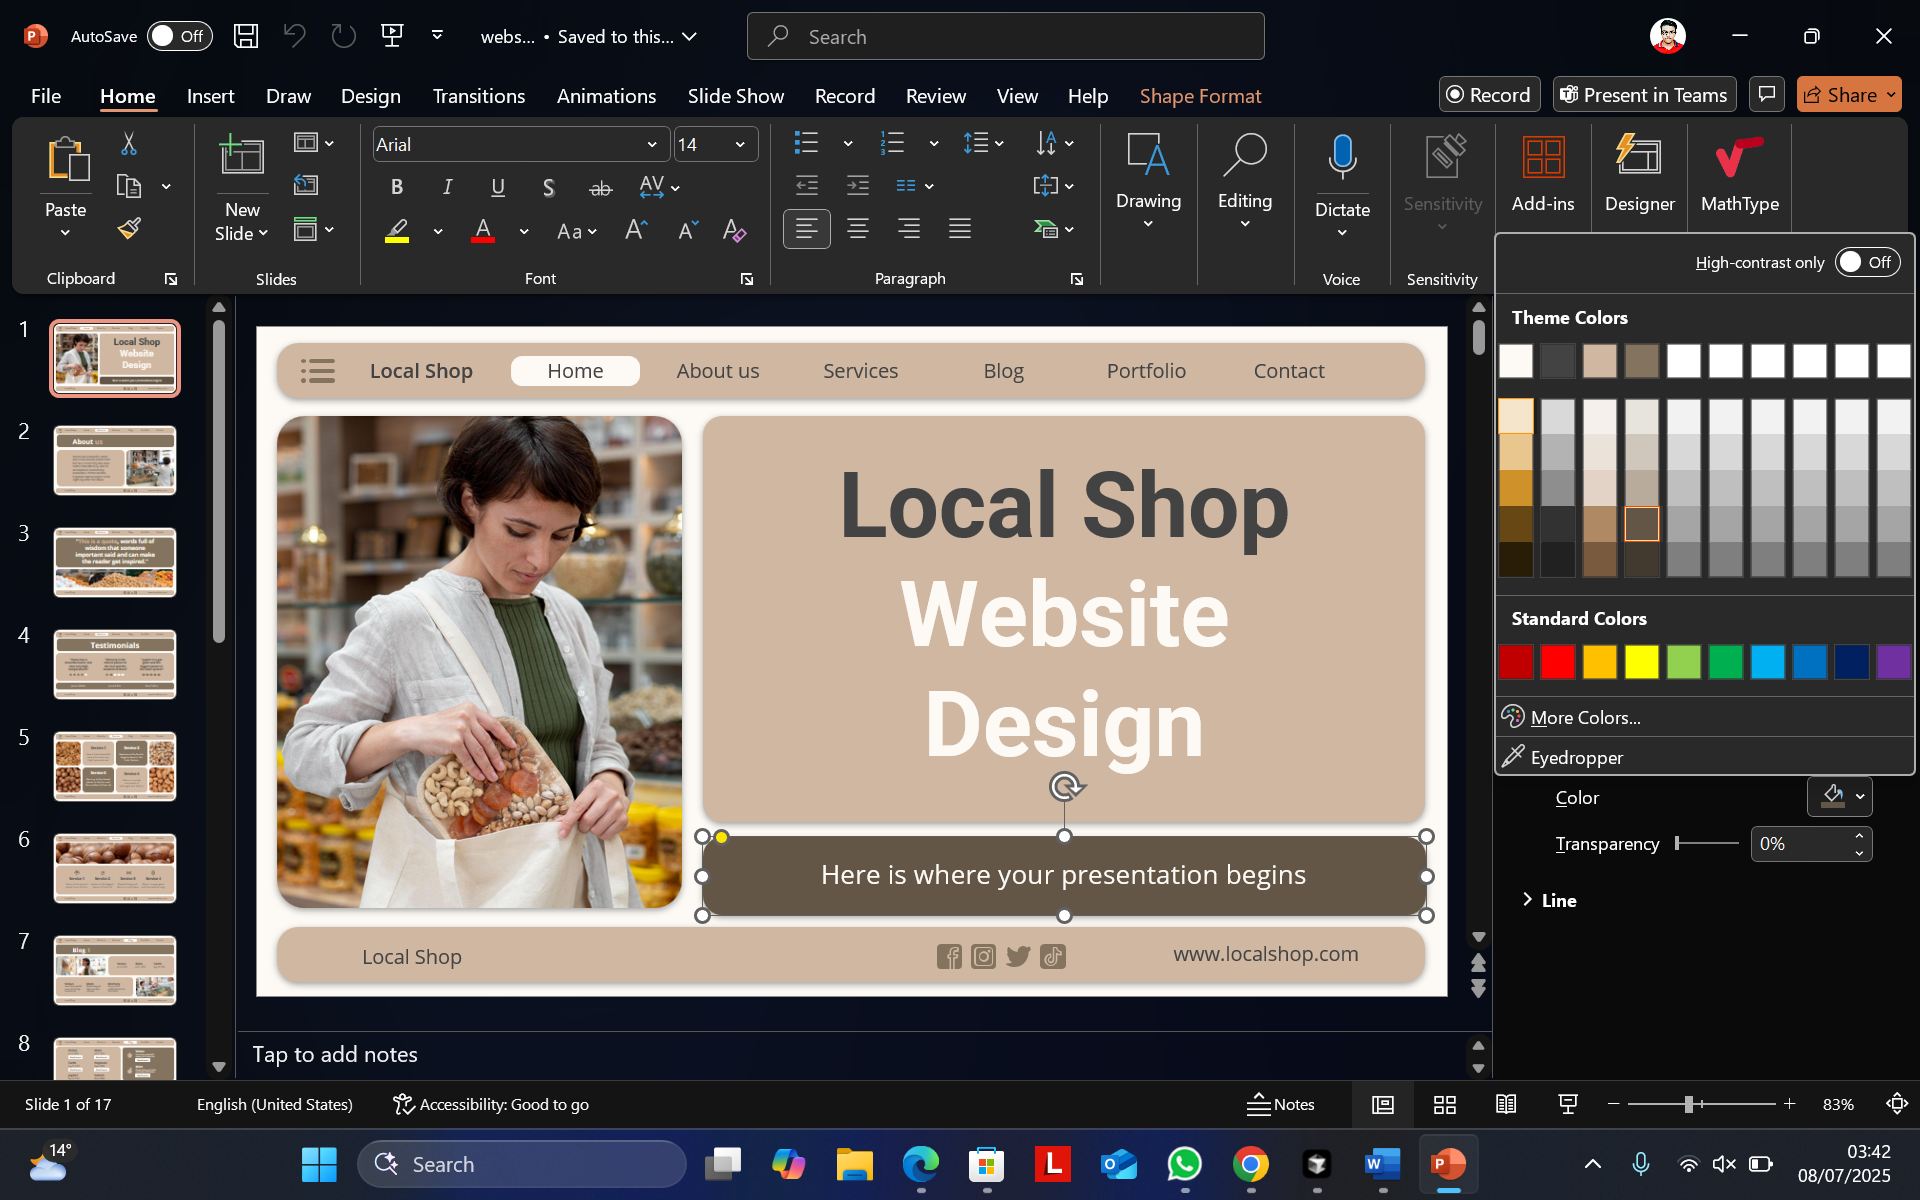 AutoSave Off webs... • Saved to this... Search
File Home Insert Draw Design Transitions Animations Slide Show Record Review View Help Shape Format Record Present in Teams Share
Arial 14
Paste New Slide B I U S ab AV Aa A A A Drawing Editing Dictate Sensitivity Add-ins Designer MathType
Clipboard Slides Font Paragraph Voice Sensitivity
High-contrast only Off
Theme Colors
Standard Colors
More Colors...
Eyedropper
Color
Transparency 0%
Line
1
2
3
4
5
6
7
8
Local Shop Home About us Services Blog Portfolio Contact
Local Shop
Website
Design
Here is where your presentation begins
Local Shop www.localshop.com
Tap to add notes
Slide 1 of 17 English (United States) Accessibility: Good to go Notes 83%
14° Search 03:42
08/07/2025